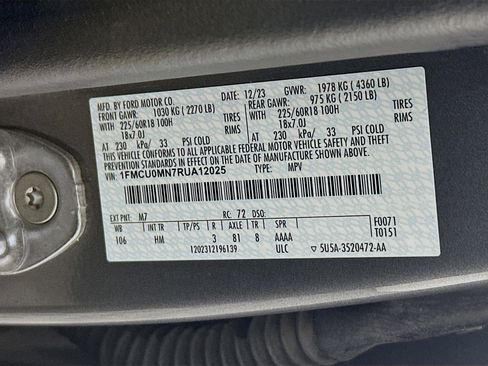 MFD. BY FORD MOTOR CO. 12/23 GVWR: 1978 KG ( 4360 LB)
FRONT GAWR: 1030 KG ( 2270 LB) REAR GAWR: 975 KG ( 2150 LB)
WITH WITH
225/60R18 100H TIRES 225/60R18 100H TIRES
18x7.0J RIMS 18x7.0J RIMS
AT 230 kPa/ 33 PSI COLD AT 230 kPa/ 33 PSI COLD
THIS VEHICLE CONFORMS TO ALL APPLICABLE FEDERAL MOTOR VEHICLE SAFETY AND BUMPER STANDARDS IN EFFECT ON THE DATE OF MANUFACTURE SHOWN ABOVE.
VIN: 1FMCU0MN7RUA12025 TYPE: MPV
EXT PNT: M7 RC: 72 DSO: F0071
WB INT TR TP/PS R AXLE TR SPR T0151
106 HM 3 81 8 AAAA
1202312196139 ULC 5U5A-3520472-AA